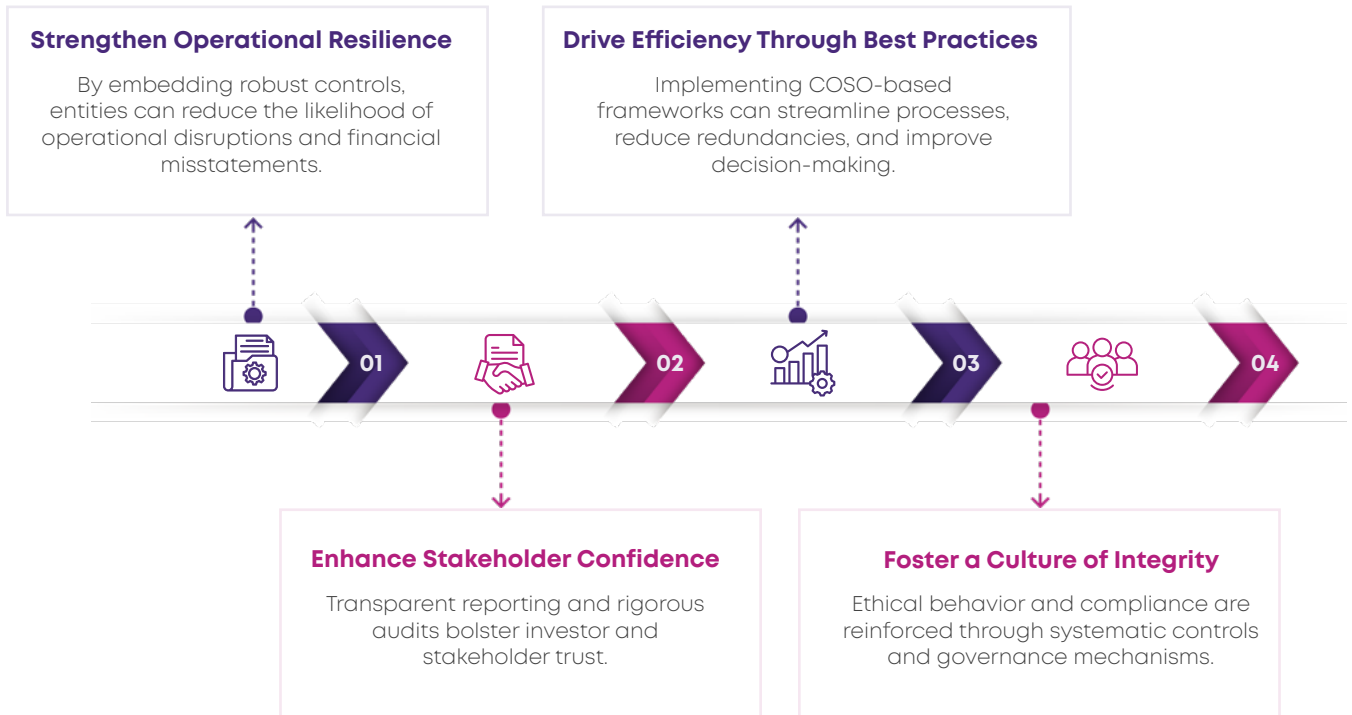 Strengthen Operational Resilience
By embedding robust controls,
entities can reduce the likelihood of
operational disruptions and financial
misstatements.
Drive Efficiency Through Best Practices
Implementing COSO-based
frameworks can streamline processes,
reduce redundancies, and improve
decision-making.
01
02
03
04
Enhance Stakeholder Confidence
Transparent reporting and rigorous
audits bolster investor and
stakeholder trust.
Foster a Culture of Integrity
Ethical behavior and compliance are
reinforced through systematic controls
and governance mechanisms.